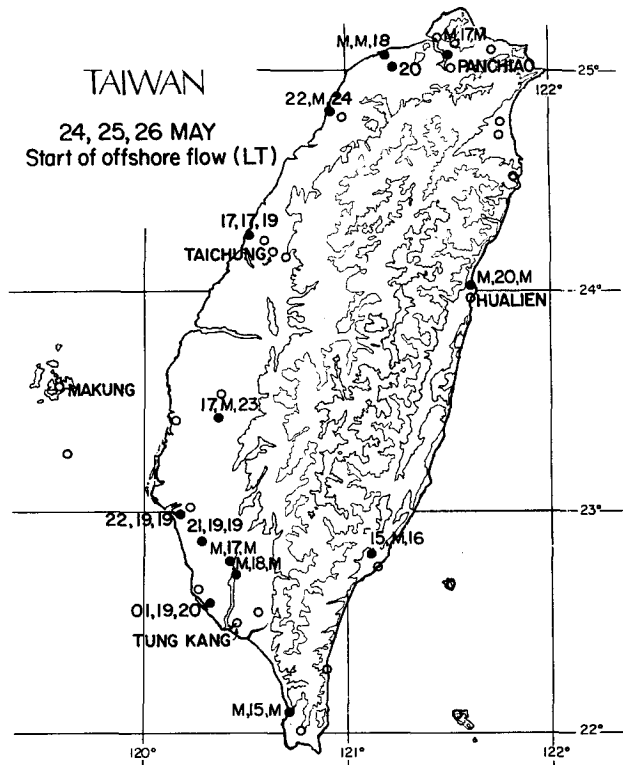 M,17M
M,M,18
PANCHIAO
20
25°
122°
TAIWAN
22,M,24
24, 25, 26 MAY
Start of offshore flow (LT)
17, 17, 19
TAICHUNG
M,20,M
24°
HUALIEN
MAKUNG
17,M,23
22, 19, 19
23°
21, 19, 19
15, M, 16
M, 17, M
M, 18, M
01, 19, 20
TUNG KANG
M, 15, M
22°
120°
121°
122°